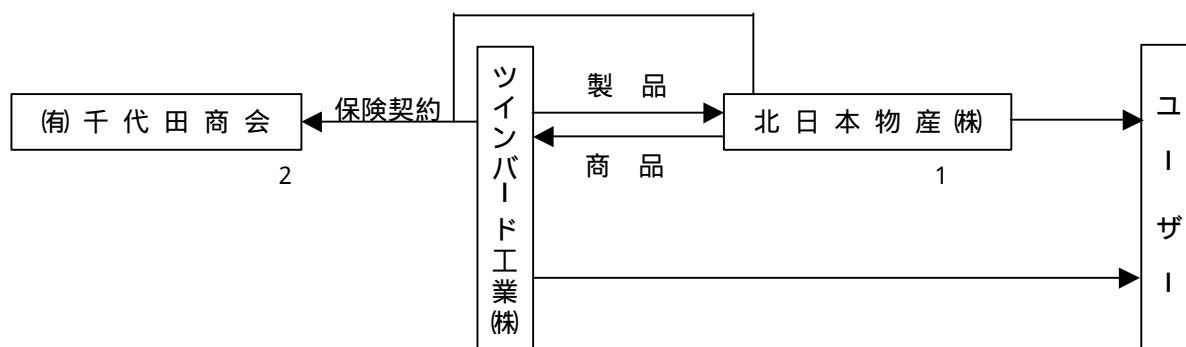 ㈲千代田商会
2
保険契約
ツインバード工業㈱
製品
商品
北日本物産㈱
1
ユーザー